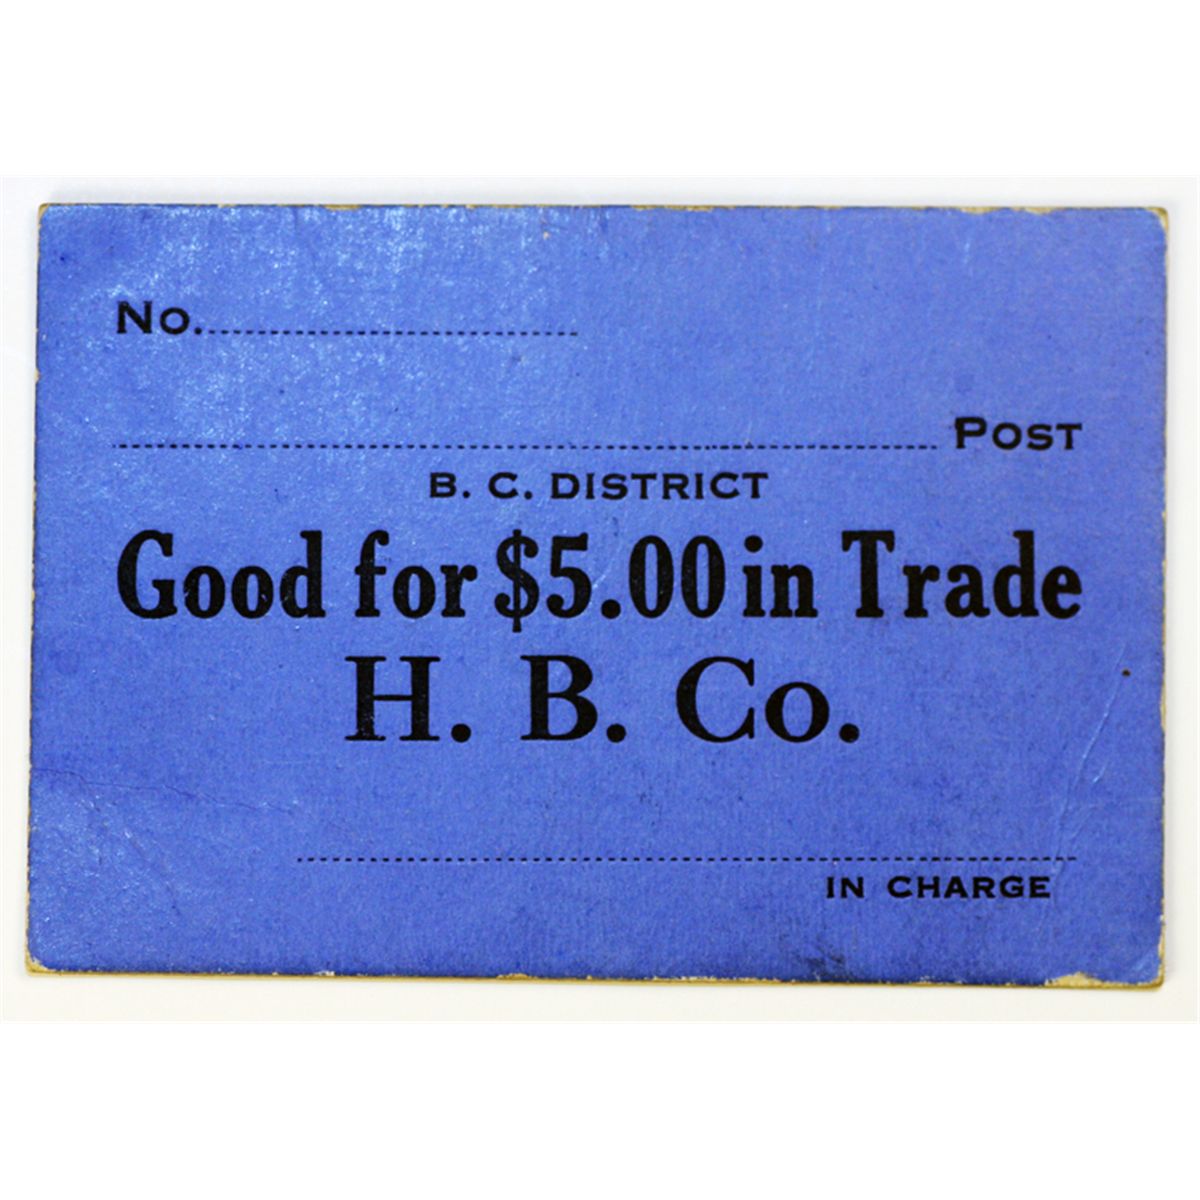 No.
Post
B. C. DISTRICT
Good for $5.00 in Trade
H. B. Co.
IN CHARGE